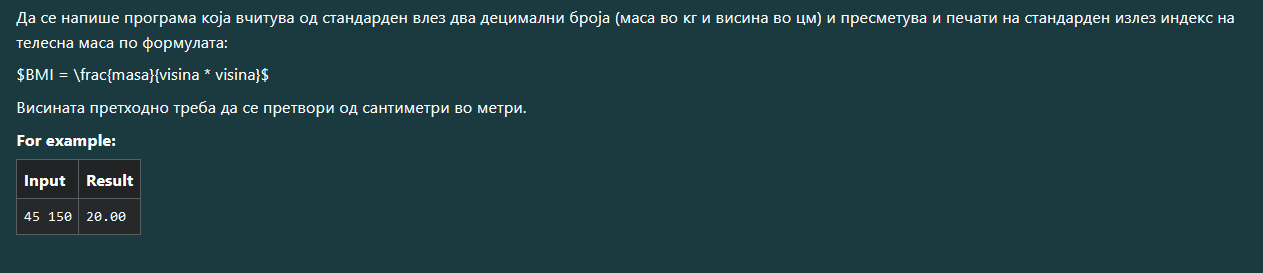 Да се напише програма која вчитува од стандарден влез два децимални броја (маса во кг и висина во цм) и пресметува и печати на стандарден излез индекс на
телесна маса по формулата:
$BMI = \frac{masa}{visina * visina}$
Висината претходно треба да се претвори од сантиметри во метри.
For example:
Input Result
45 150 20.00